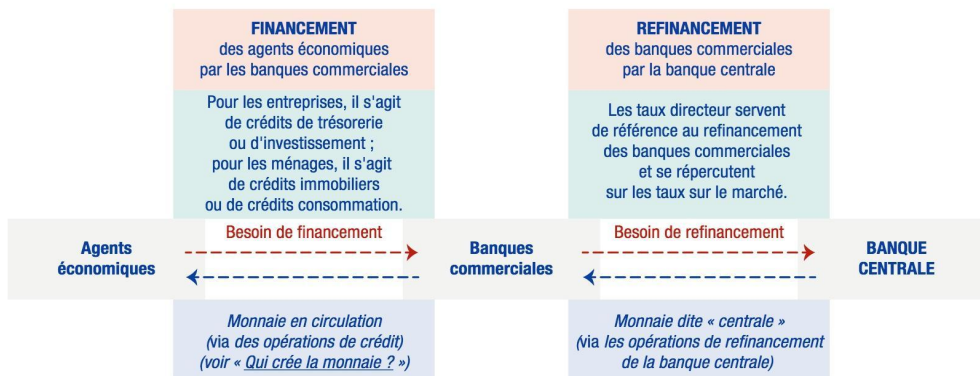 FINANCEMENT
des agents économiques
par les banques commerciales
REFINANCEMENT
des banques commerciales
par la banque centrale
Pour les entreprises, il s'agit
de crédits de trésorerie
ou d'investissement ;
pour les ménages, il s'agit
de crédits immobiliers
ou de crédits consommation.
Les taux directeur servent
de référence au refinancement
des banques commerciales
et se répercutent
sur les taux sur le marché.
Agents
économiques
Besoin de financement
Banques
commerciales
Besoin de refinancement
BANQUE
CENTRALE
Monnaie en circulation
(via des opérations de crédit)
(voir « Qui crée la monnaie ? »)
Monnaie dite « centrale »
(via les opérations de refinancement
de la banque centrale)